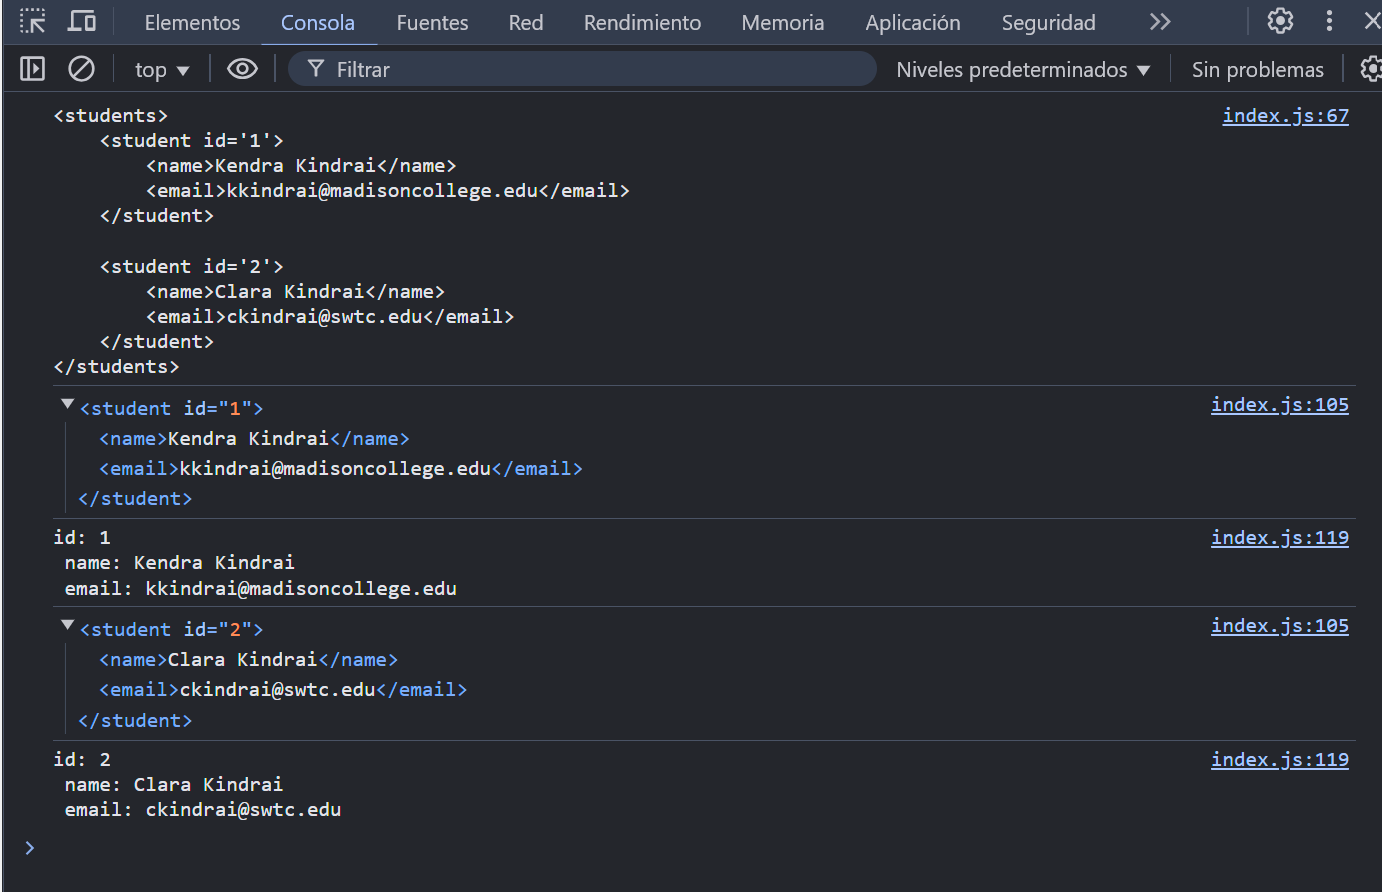 Elementos Consola Fuentes Red Rendimiento Memoria Aplicación Seguridad
top Filtrar Niveles predeterminados Sin problemas
<students> index.js:67
<student id='1'>
<name>Kendra Kindrai</name>
<email>kkindrai@madisoncollege.edu</email>
</student>
<student id='2'>
<name>Clara Kindrai</name>
<email>ckindrai@swtc.edu</email>
</student>
</students>
<student id="1"> index.js:105
<name>Kendra Kindrai</name>
<email>kkindrai@madisoncollege.edu</email>
</student>
id: 1 index.js:119
name: Kendra Kindrai
email: kkindrai@madisoncollege.edu
<student id="2"> index.js:105
<name>Clara Kindrai</name>
<email>ckindrai@swtc.edu</email>
</student>
id: 2 index.js:119
name: Clara Kindrai
email: ckindrai@swtc.edu